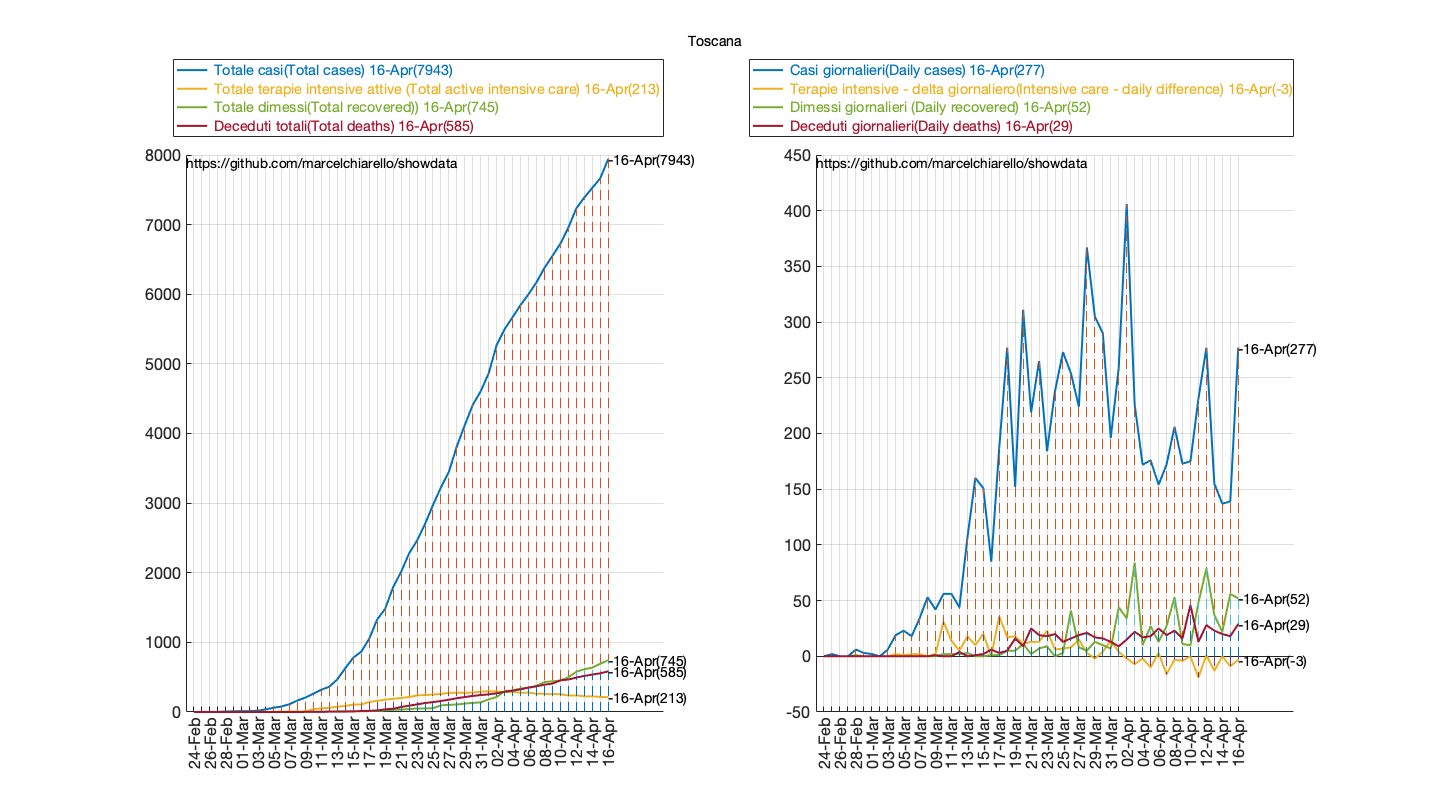 Toscana
Totale casi(Total cases) 16-Apr(7943)
Totale terapie intensive attive (Total active intensive care) 16-Apr(213)
Totale dimessi(Total recovered)) 16-Apr(745)
Deceduti totali(Total deaths) 16-Apr(585)
8000
https://github.com/marcelchiarello/showdata
16-Apr(7943)
7000
6000
5000
4000
3000
2000
1000
0
16-Apr(745)
16-Apr(585)
16-Apr(213)
24-Feb
26-Feb
28-Feb
01-Mar
03-Mar
05-Mar
07-Mar
09-Mar
11-Mar
13-Mar
15-Mar
17-Mar
19-Mar
21-Mar
23-Mar
25-Mar
27-Mar
29-Mar
31-Mar
02-Apr
04-Apr
06-Apr
08-Apr
10-Apr
12-Apr
14-Apr
16-Apr
Casi giornalieri(Daily cases) 16-Apr(277)
Terapie intensive - delta giornaliero(Intensive care - daily difference) 16-Apr(-3)
Dimessi giornalieri (Daily recovered) 16-Apr(52)
Deceduti giornalieri(Daily deaths) 16-Apr(29)
450
https://github.com/marcelchiarello/showdata
400
350
300
250
200
150
100
50
0
-50
16-Apr(277)
16-Apr(52)
16-Apr(29)
16-Apr(-3)
24-Feb
26-Feb
28-Feb
01-Mar
03-Mar
05-Mar
07-Mar
09-Mar
11-Mar
13-Mar
15-Mar
17-Mar
19-Mar
21-Mar
23-Mar
25-Mar
27-Mar
29-Mar
31-Mar
02-Apr
04-Apr
06-Apr
08-Apr
10-Apr
12-Apr
14-Apr
16-Apr